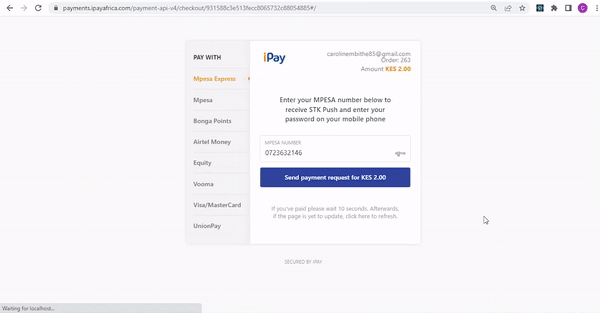 payments.ipayafrica.com/payment-api-v4/checkout/931588c3e513fecc8065732c88054885#/
C
PAY WITH
Mpesa Express
Mpesa
Bonga Points
Airtel Money
Equity
Vooma
Visa/MasterCard
UnionPay
iPay
carolinembithe85@gmail.com
Order: 263
Amount KES 2.00
Enter your MPESA number below to
receive STK Push and enter your
password on your mobile phone
MPESA NUMBER
0723632146
Send payment request for KES 2.00
If you've paid please wait 10 seconds. Afterwards,
if the page is yet to update, click here to refresh.
SECURED BY iPAY
Waiting for localhost...